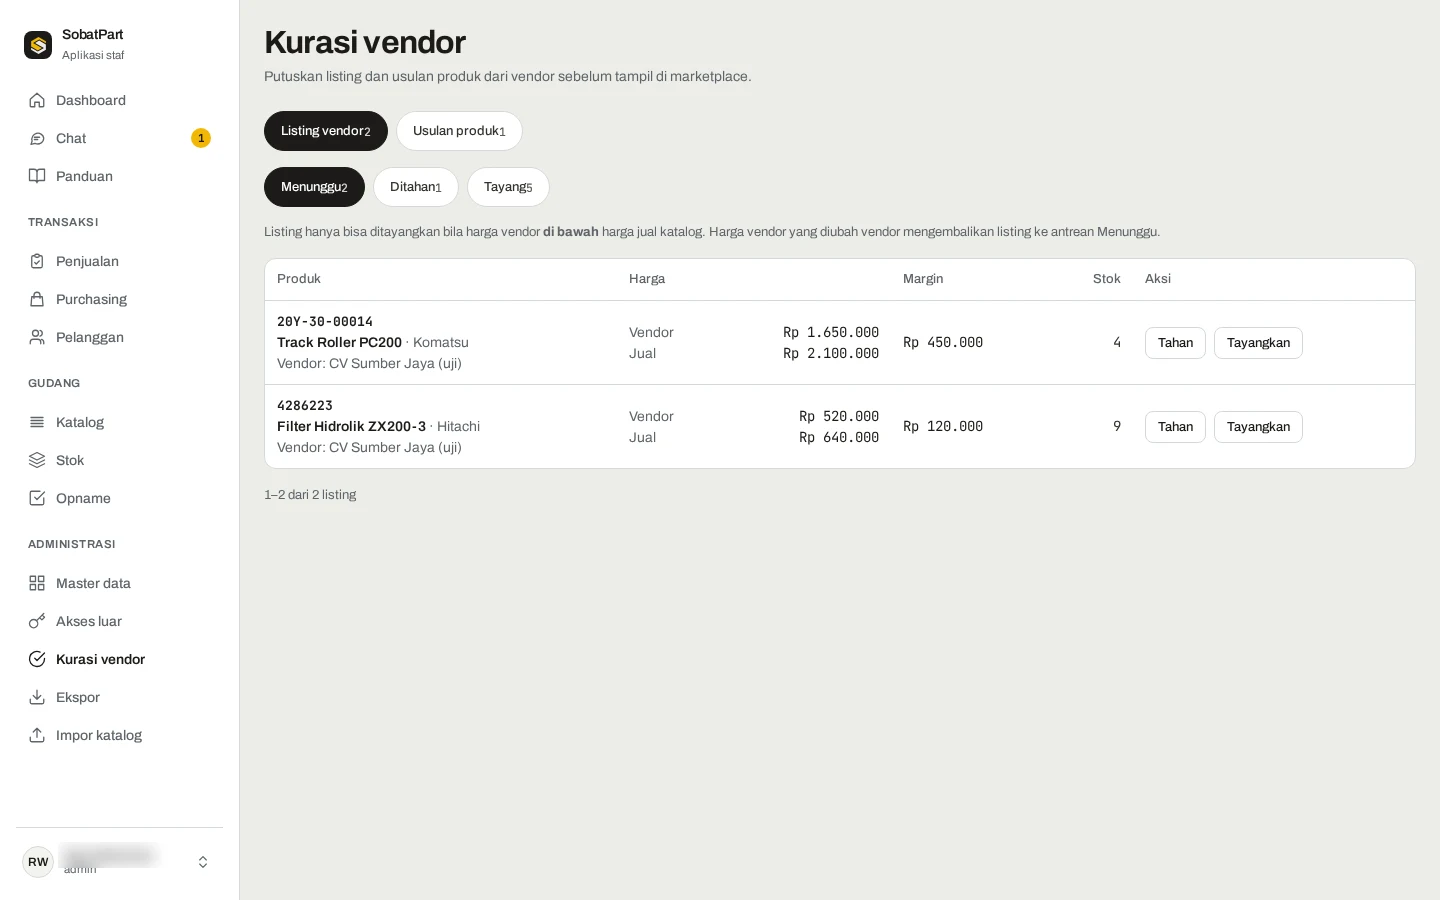 SobatPart
Aplikasi staf
Dashboard
Chat 1
Panduan
TRANSAKSI
Penjualan
Purchasing
Pelanggan
GUDANG
Katalog
Stok
Opname
ADMINISTRASI
Master data
Akses luar
Kurasi vendor
Ekspor
Impor katalog
RW
admin
Kurasi vendor
Putuskan listing dan usulan produk dari vendor sebelum tampil di marketplace.
Listing vendor2 Usulan produk1
Menunggu2 Ditahan1 Tayang5
Listing hanya bisa ditayangkan bila harga vendor di bawah harga jual katalog. Harga vendor yang diubah vendor mengembalikan listing ke antrean Menunggu.
Produk Harga Margin Stok Aksi
20Y-30-00014
Track Roller PC200 · Komatsu
Vendor: CV Sumber Jaya (uji)
Vendor Rp 1.650.000
Jual Rp 2.100.000
Rp 450.000 4 Tahan Tayangkan
4286223
Filter Hidrolik ZX200-3 · Hitachi
Vendor: CV Sumber Jaya (uji)
Vendor Rp 520.000
Jual Rp 640.000
Rp 120.000 9 Tahan Tayangkan
1–2 dari 2 listing